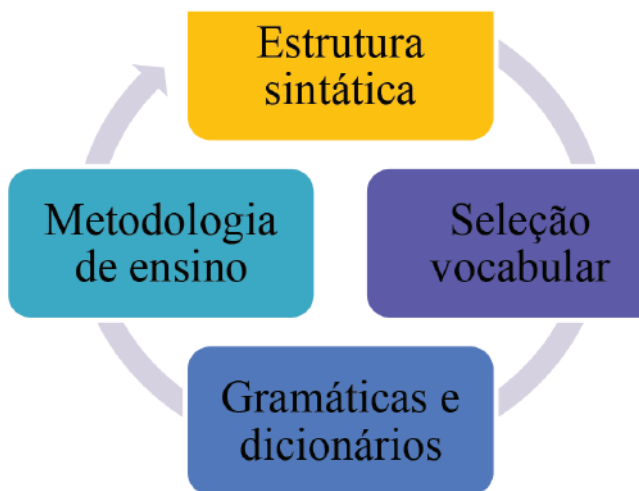 Estrutura
sintática
Metodologia
de ensino
Seleção
vocabular
Gramáticas e
dicionários